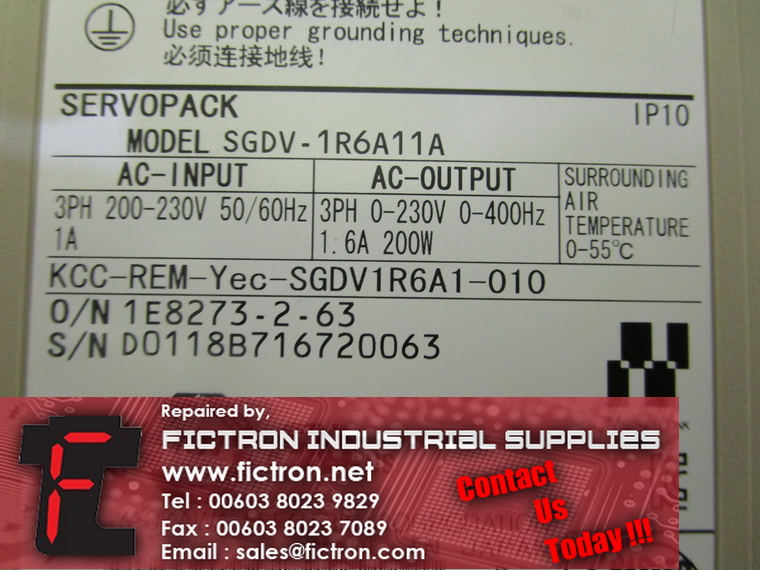 必ずアース線を接続せよ！
Use proper grounding techniques.
必须连接地线!
SERVOPACK
IP10
MODEL SGDV-1R6A11A
AC-INPUT
AC-OUTPUT
SURROUNDING
AIR
TEMPERATURE
0-55℃
3PH 200-230V 50/60Hz
1A
3PH 0-230V 0-400Hz
1.6A 200W
KCC-REM-Yec-SGDV1R6A1-010
O/N 1E8273-2-63
S/N D0118B716720063
Repaired by,
FICTRON INDUSTRIAL SUPPLIES
www.fictron.net
Tel : 00603 8023 9829
Fax : 00603 8023 7089
Email : sales@fictron.com
Contact
Us
Today !!!